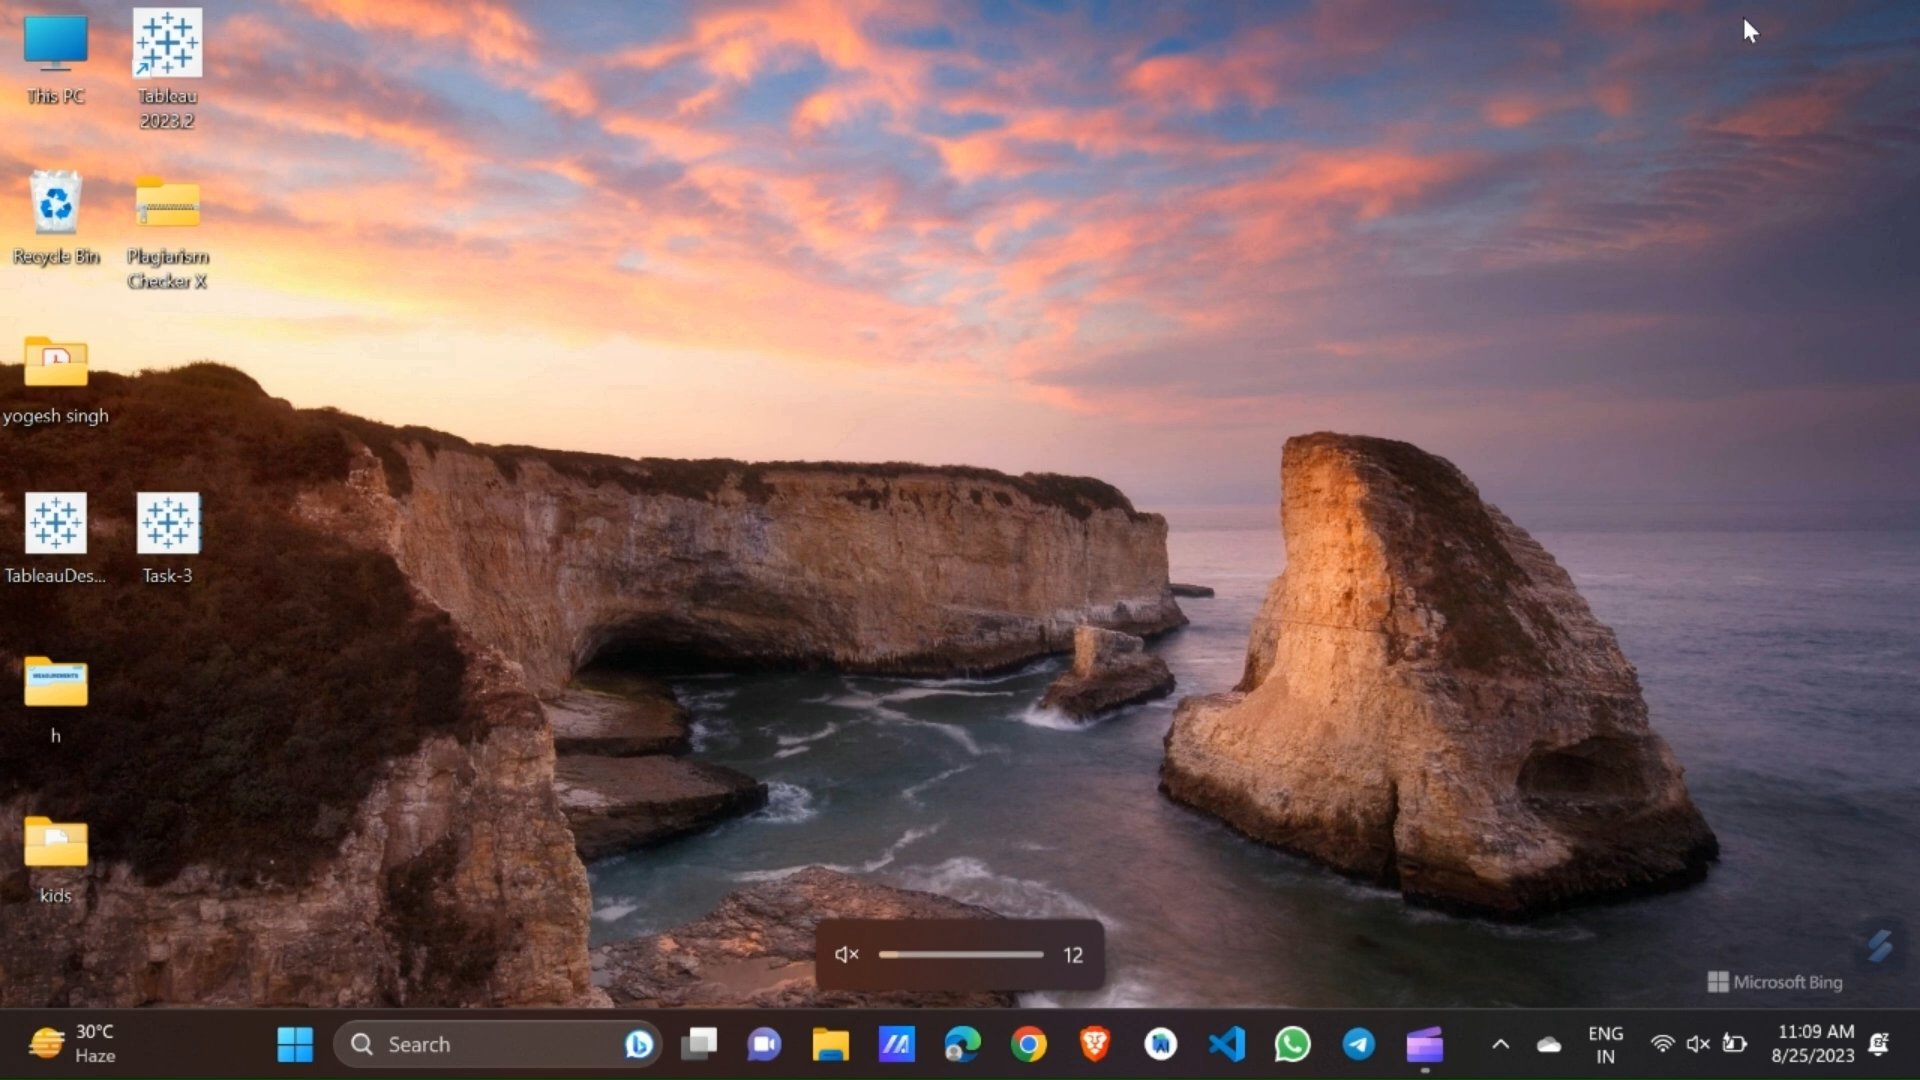 This PC
Tableau
2023.2
Recycle Bin
Plagiarism
Checker X
yogesh singh
TableauDes...
Task-3
MEASUREMENTS
h
kids
12
Microsoft Bing
30°C
Haze
Search
ENG
IN
11:09 AM
8/25/2023